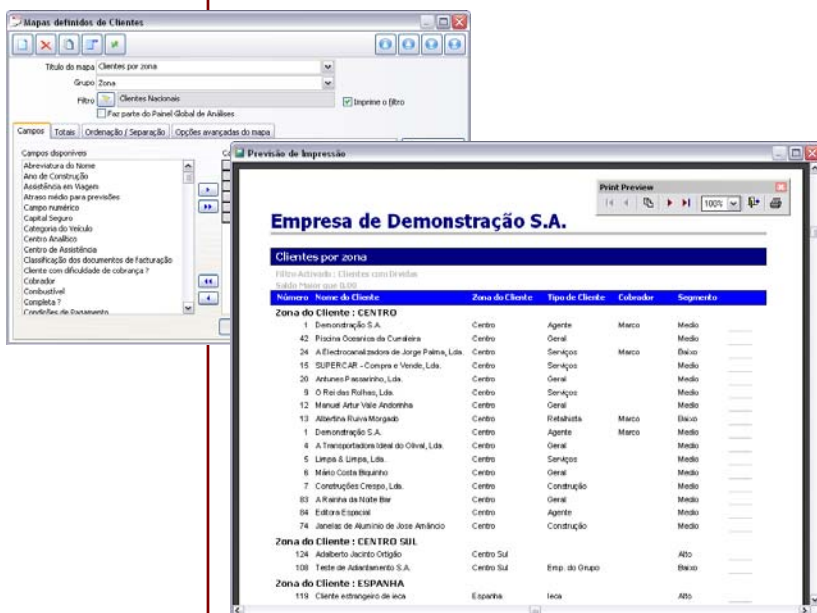 Mapas definidos de Clientes
Título do mapa Clientes por zona
Grupo Zona
Filtro Clientes Nacionais
Imprime o filtro
Faz parte do Painel Global de Análises
Campos Totais Ordenação / Separação Opções avançadas do mapa
Campos disponíveis
Abreviatura do Nome
Ano de Construção
Assistência em Viagem
Atraso médio para previsões
Campo numérico
Capital Seguro
Categoria do Veículo
Centro Analítico
Centro de Assistência
Classificação dos documentos de facturação
Cliente com dificuldade de cobrança ?
Cobrador
Combustível
Completa ?
Condições de Pagamento
Previsão de Impressão
Print Preview
100%
Empresa de Demonstração S.A.
Clientes por zona
Filtro Activado : Clientes com Dividas
Saldo Maior que 0.00
Número Nome do Cliente Zona do Cliente Tipo de Cliente Cobrador Segmento
Zona do Cliente : CENTRO
1 Demonstração S.A. Centro Agente Marco Medio
42 Piscina Oceanica da Curraleira Centro Geral Medio
24 A Electrocanalizadora de Jorge Palma, Lda. Centro Serviços Marco Baixo
15 SUPERCAR - Compra e Vende, Lda. Centro Serviços Medio
20 Antunes Passarinho, Lda. Centro Geral Medio
9 O Rei das Rolhas, Lda. Centro Serviços Medio
12 Manuel Artur Vale Andorinha Centro Geral Medio
13 Albertina Ruiva Morgado Centro Retalhista Marco Baixo
1 Demonstração S.A. Centro Agente Marco Medio
4 A Transportadora Ideal do Olival, Lda. Centro Geral Medio
5 Limpa & Limpa, Lda. Centro Serviços Medio
6 Mário Costa Biquinho Centro Geral Medio
7 Construções Crespo, Lda. Centro Construção Medio
83 A Rainha da Noite Bar Centro Geral Medio
84 Editora Espacial Centro Agente Medio
74 Janelas de Aluminio de Jose Amâncio Centro Construção Medio
Zona do Cliente : CENTRO SUL
124 Adalberto Jacinto Ortigão Centro Sul Alto
108 Teste de Adiantamento S.A. Centro Sul Emp. do Grupo Baixo
Zona do Cliente : ESPANHA
119 Cliente estrangeiro de ieca Espanha Ieca Alto